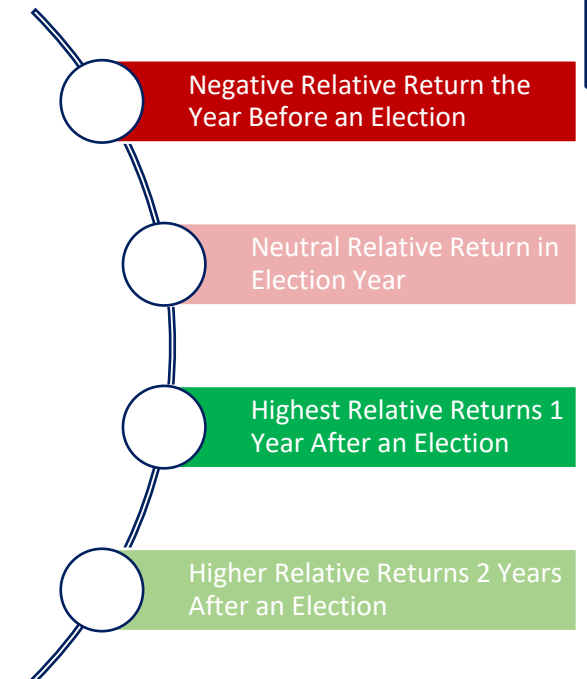 Negative Relative Return the
Year Before an Election
Neutral Relative Return in
Election Year
Highest Relative Returns 1
Year After an Election
Higher Relative Returns 2 Years
After an Election